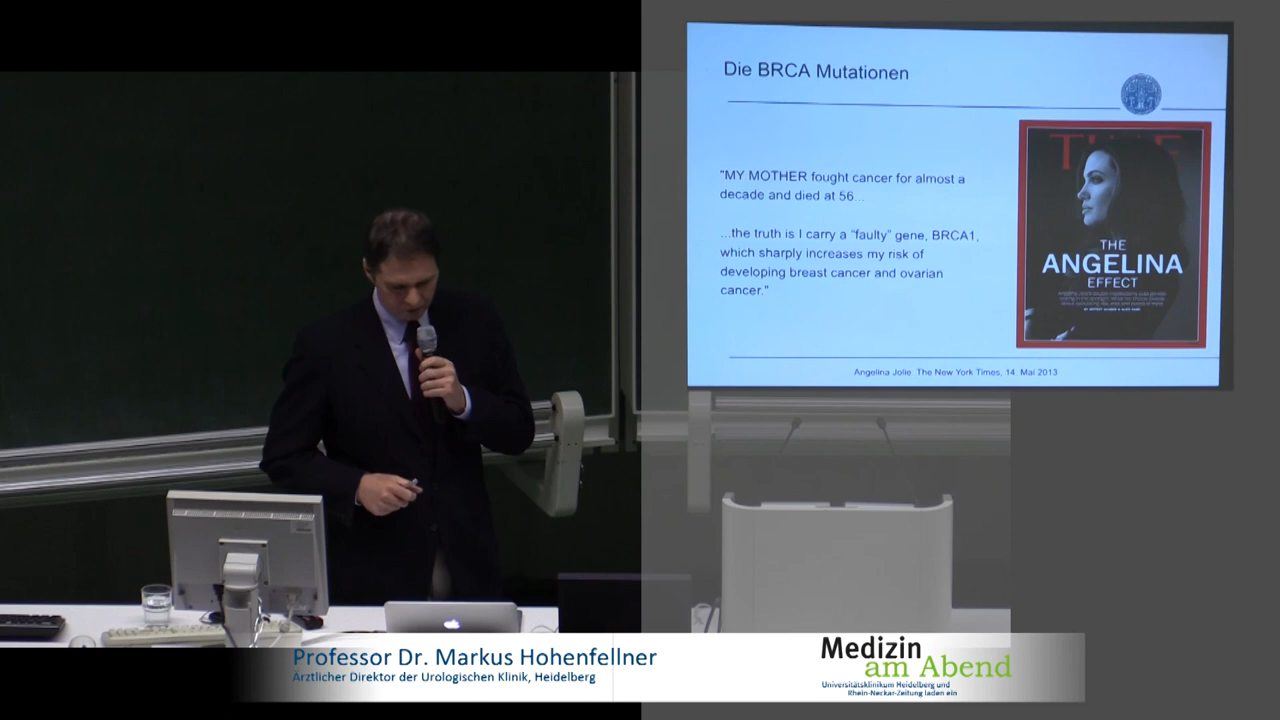 Die BRCA Mutationen
"MY MOTHER fought cancer for almost a
decade and died at 56...
...the truth is I carry a "faulty" gene, BRCA1,
which sharply increases my risk of
developing breast cancer and ovarian
cancer."
TIME
THE
ANGELINA
EFFECT
Angelina Jolie The New York Times, 14. Mai 2013
Professor Dr. Markus Hohenfellner
Ärztlicher Direktor der Urologischen Klinik, Heidelberg
Medizin
am Abend
Universitätsklinikum Heidelberg und
Rhein-Neckar-Zeitung laden ein